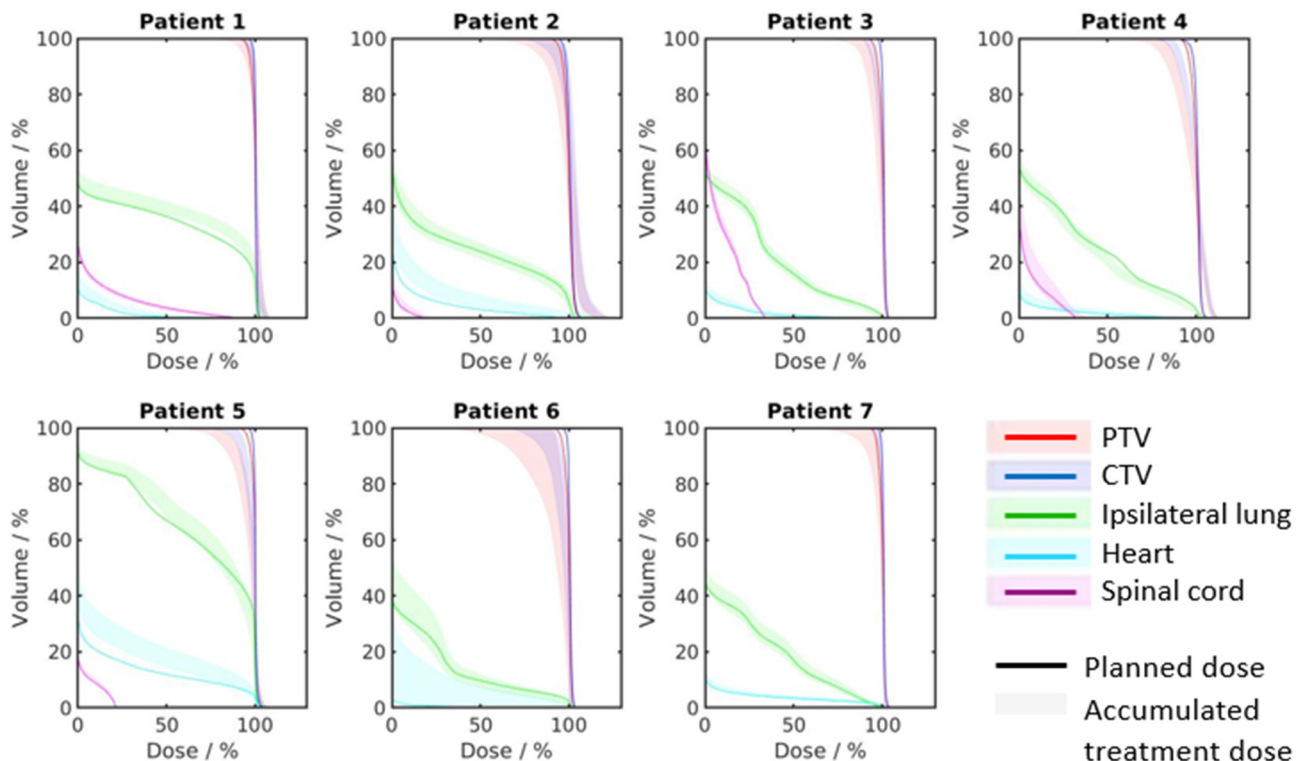 Patient 1
Patient 2
Patient 3
Patient 4
100
80
60
40
20
0
Volume / %
0 50 100
Dose / %
100
80
60
40
20
0
Volume / %
0 50 100
Dose / %
100
80
60
40
20
0
Volume / %
0 50 100
Dose / %
100
80
60
40
20
0
Volume / %
0 50 100
Dose / %
Patient 5
Patient 6
Patient 7
100
80
60
40
20
0
Volume / %
0 50 100
Dose / %
100
80
60
40
20
0
Volume / %
0 50 100
Dose / %
100
80
60
40
20
0
Volume / %
0 50 100
Dose / %
PTV
CTV
Ipsilateral lung
Heart
Spinal cord
Planned dose
Accumulated
treatment dose